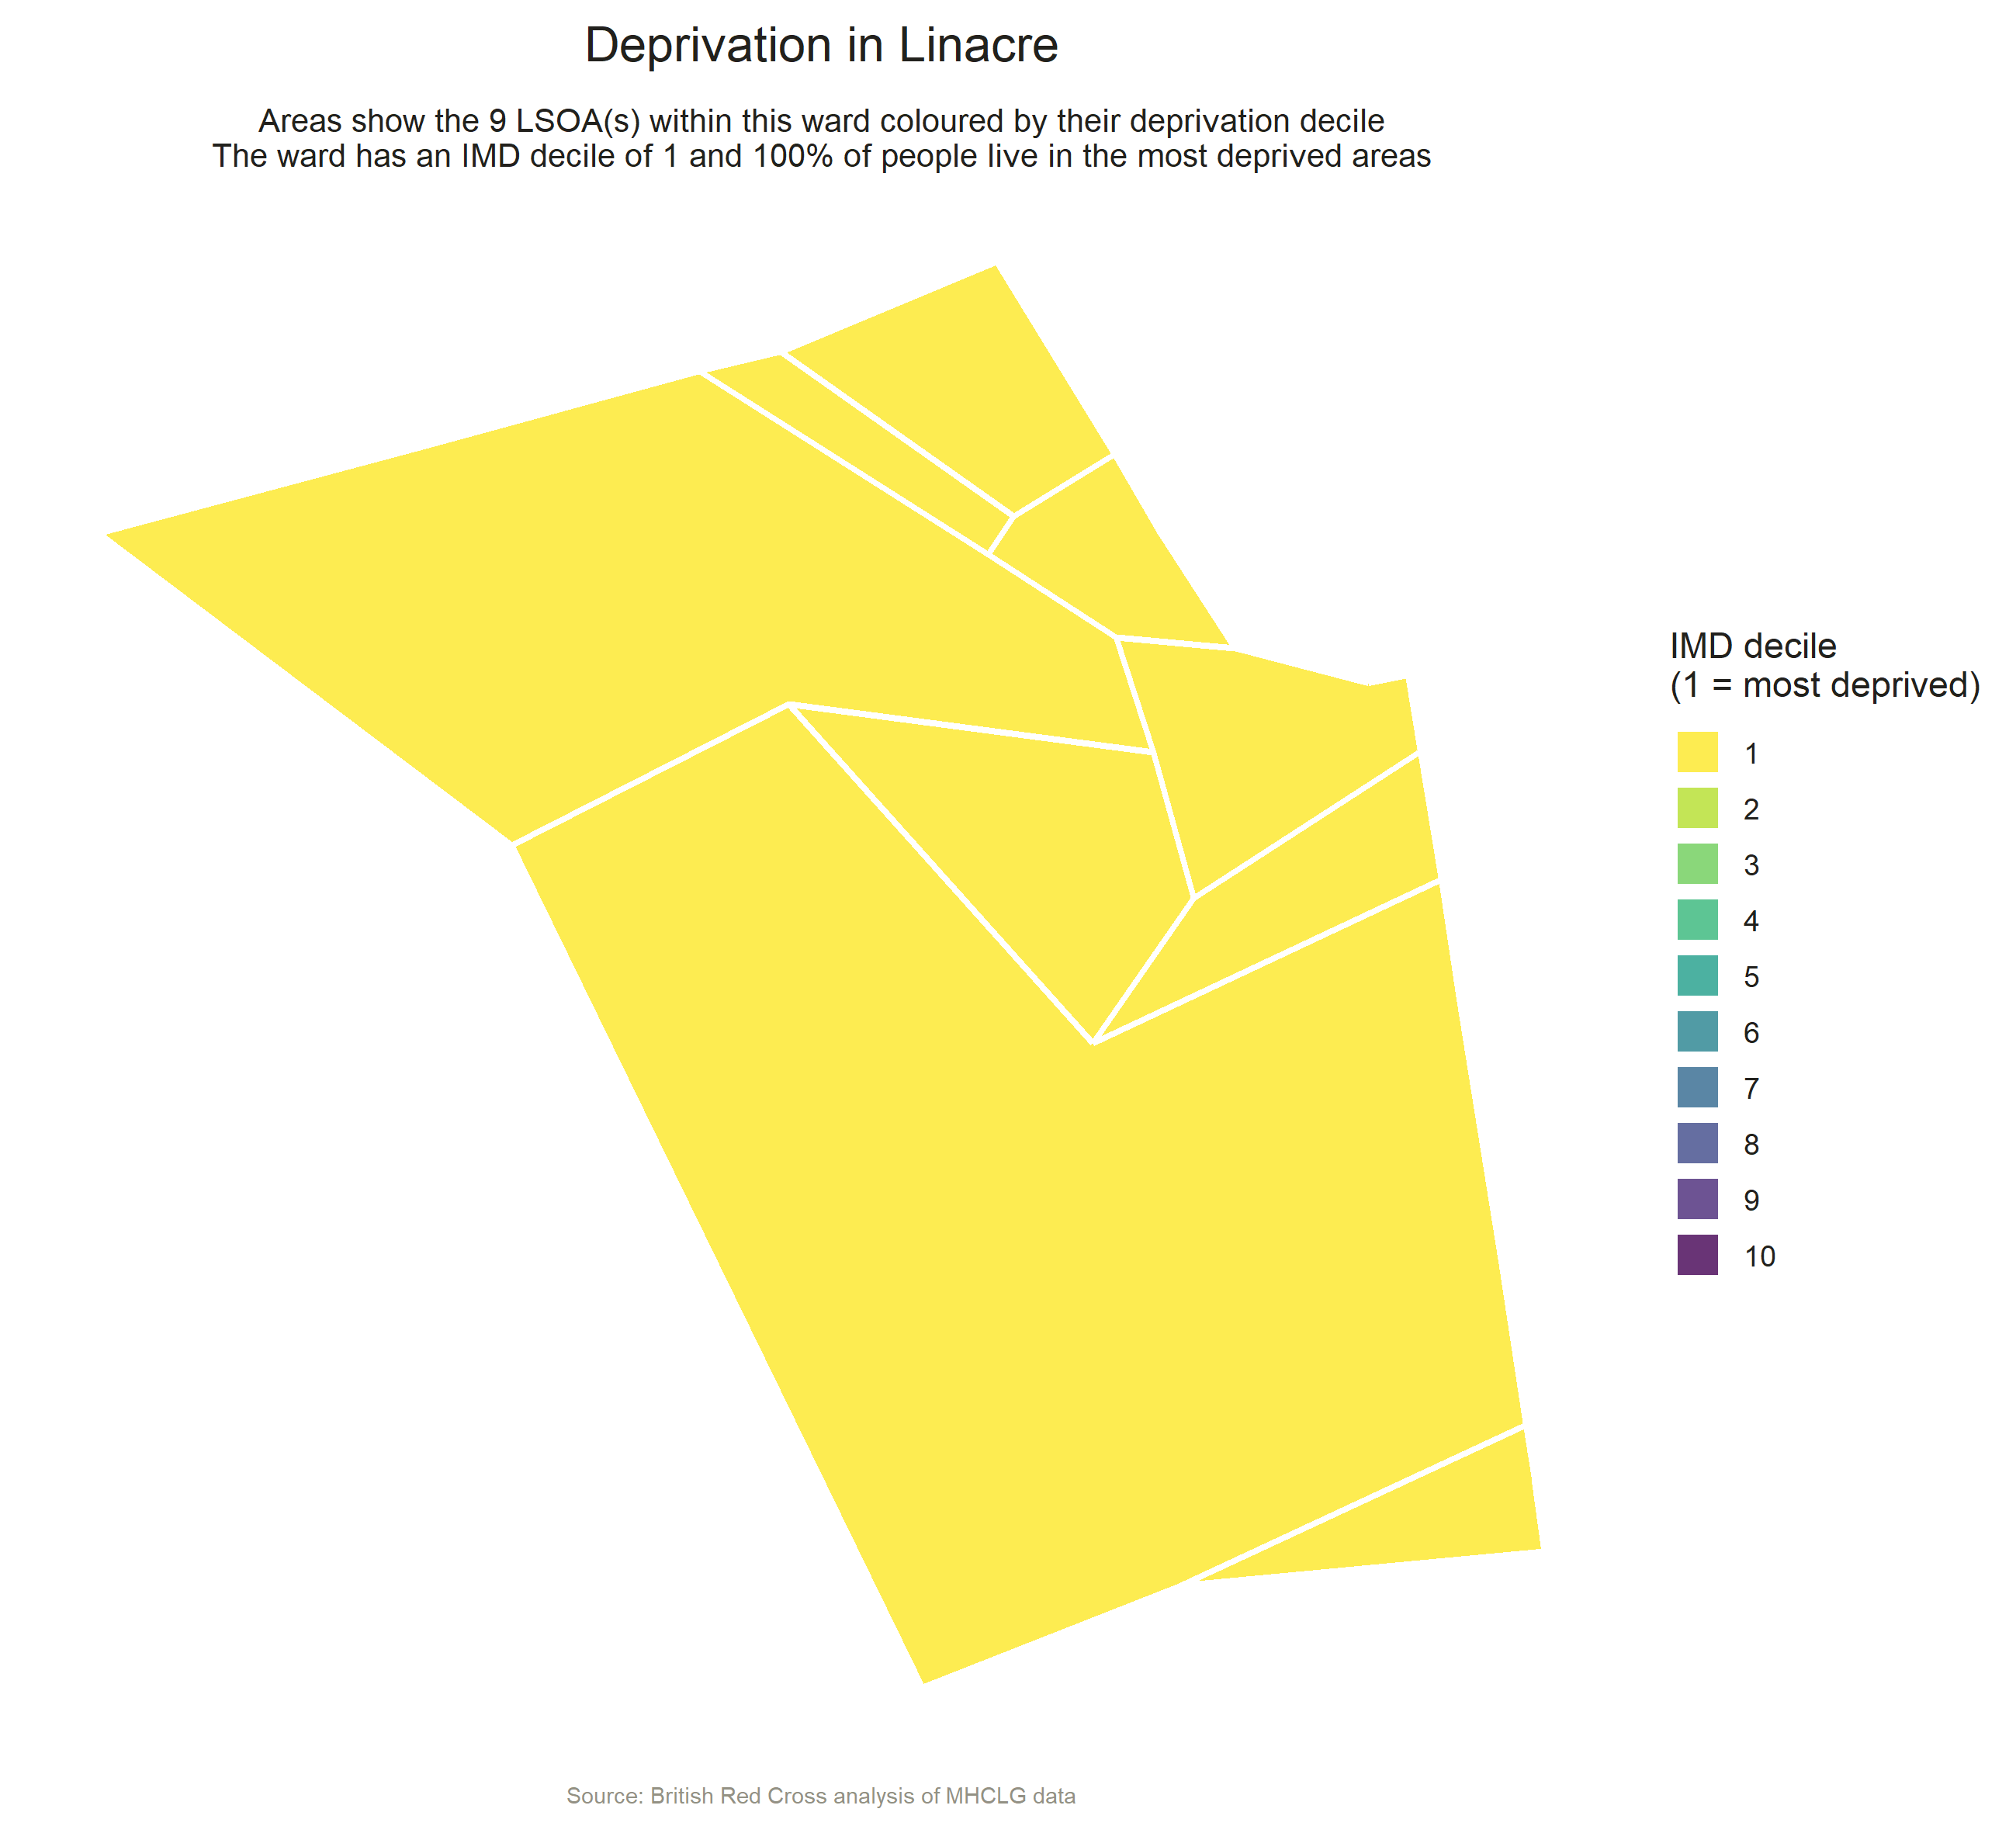 Deprivation in Linacre
Areas show the 9 LSOA(s) within this ward coloured by their deprivation decile
The ward has an IMD decile of 1 and 100% of people live in the most deprived areas
IMD decile
(1 = most deprived)
1
2
3
4
5
6
7
8
9
10
Source: British Red Cross analysis of MHCLG data